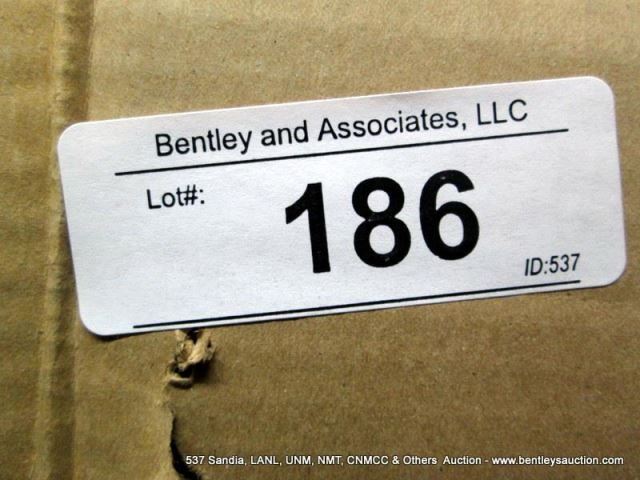 Bentley and Associates, LLC
Lot#:
186
ID:537
537 Sandia, LANL, UNM, NMT, CNMCC & Others Auction - www.bentleysauction.com